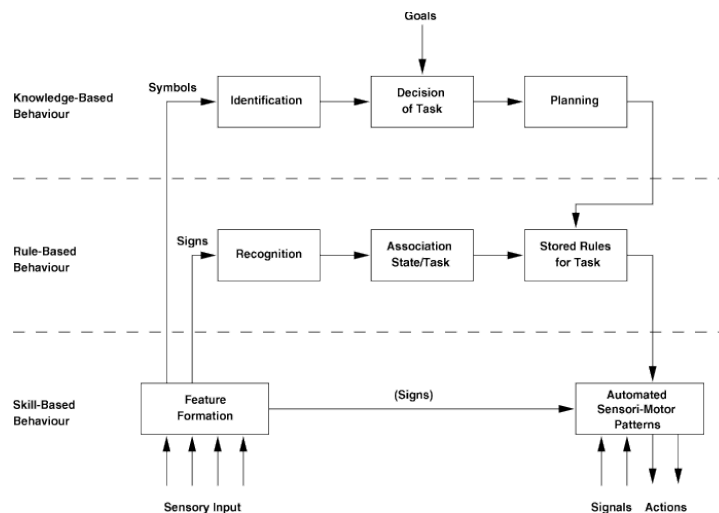 Goals
Symbols
Knowledge-Based
Behaviour
Identification
Decision
of Task
Planning
Signs
Rule-Based
Behaviour
Recognition
Association
State/Task
Stored Rules
for Task
(Signs)
Skill-Based
Behaviour
Feature
Formation
Automated
Sensori-Motor
Patterns
Sensory Input
Signals
Actions